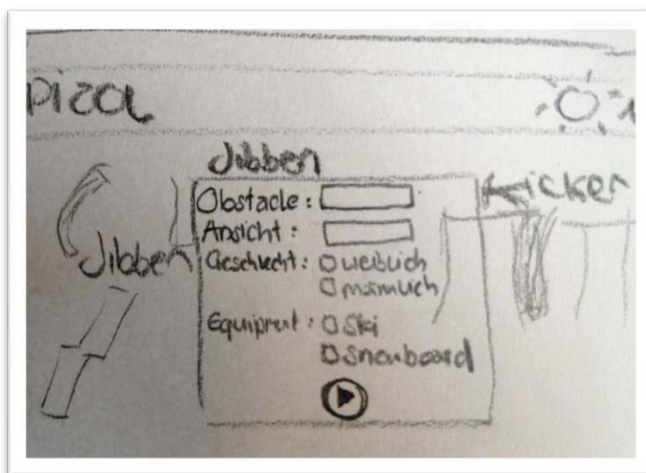 Pizol
Jibben
Obstacle:
Kicker
Ansicht:
Jibben
Geschlecht: weiblich
männlich
Equipment: Ski
Snowboard